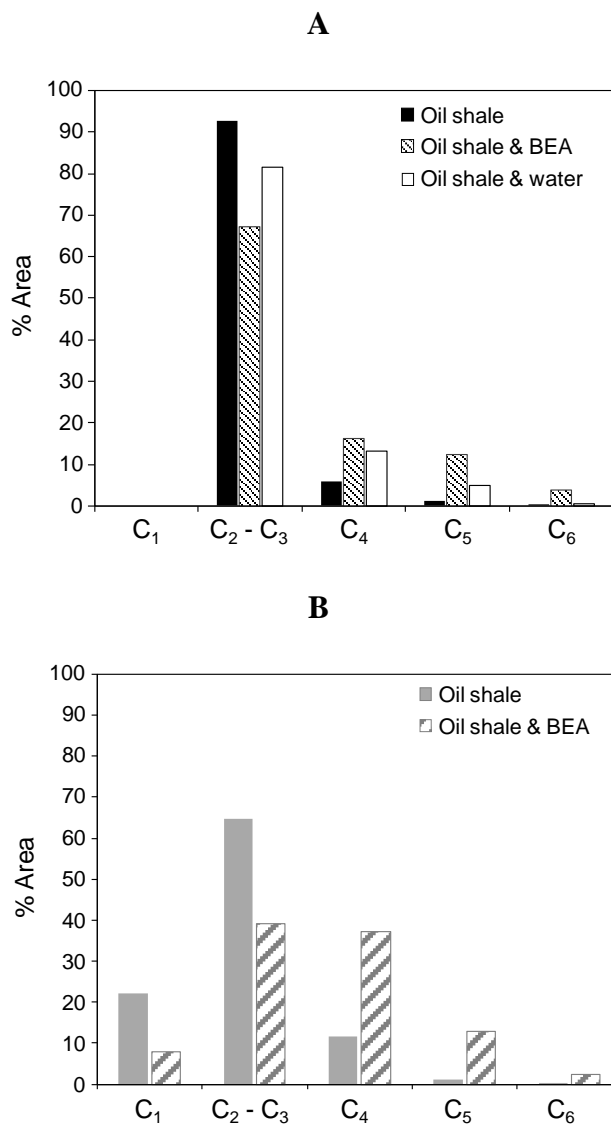 A
100
90
80
70
60
50
40
30
20
10
0
% Area
Oil shale
Oil shale & BEA
Oil shale & water
C₁ C₂ - C₃ C₄ C₅ C₆
B
100
90
80
70
60
50
40
30
20
10
0
% Area
Oil shale
Oil shale & BEA
C₁ C₂ - C₃ C₄ C₅ C₆